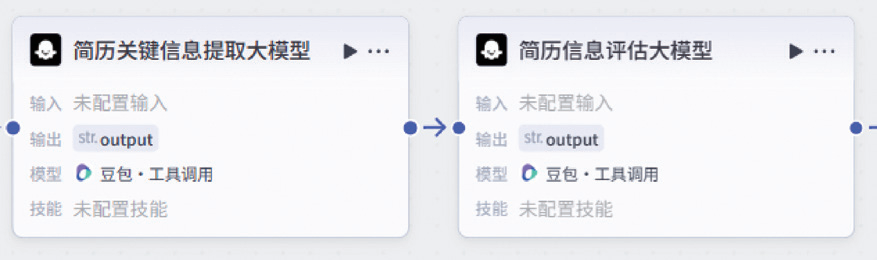 简历关键信息提取大模型
输入 未配置输入
输出 str. output
模型 豆包·工具调用
技能 未配置技能
简历信息评估大模型
输入 未配置输入
输出 str. output
模型 豆包·工具调用
技能 未配置技能